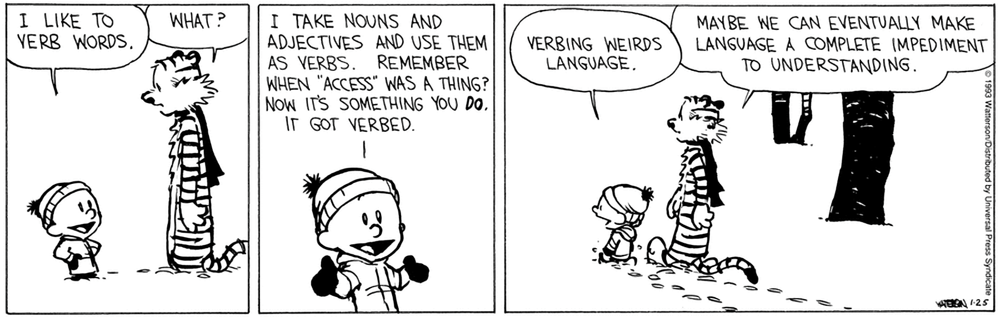 I LIKE TO
VERB WORDS.
WHAT?
I TAKE NOUNS AND
ADJECTIVES AND USE THEM
AS VERBS. REMEMBER
WHEN "ACCESS" WAS A THING?
NOW IT'S SOMETHING YOU DO.
IT GOT VERBED.
VERBING WEIRDS
LANGUAGE.
MAYBE WE CAN EVENTUALLY MAKE
LANGUAGE A COMPLETE IMPEDIMENT
TO UNDERSTANDING.
© 1993 Watterson/Distributed by Universal Press Syndicate
WATTERSON 1·25